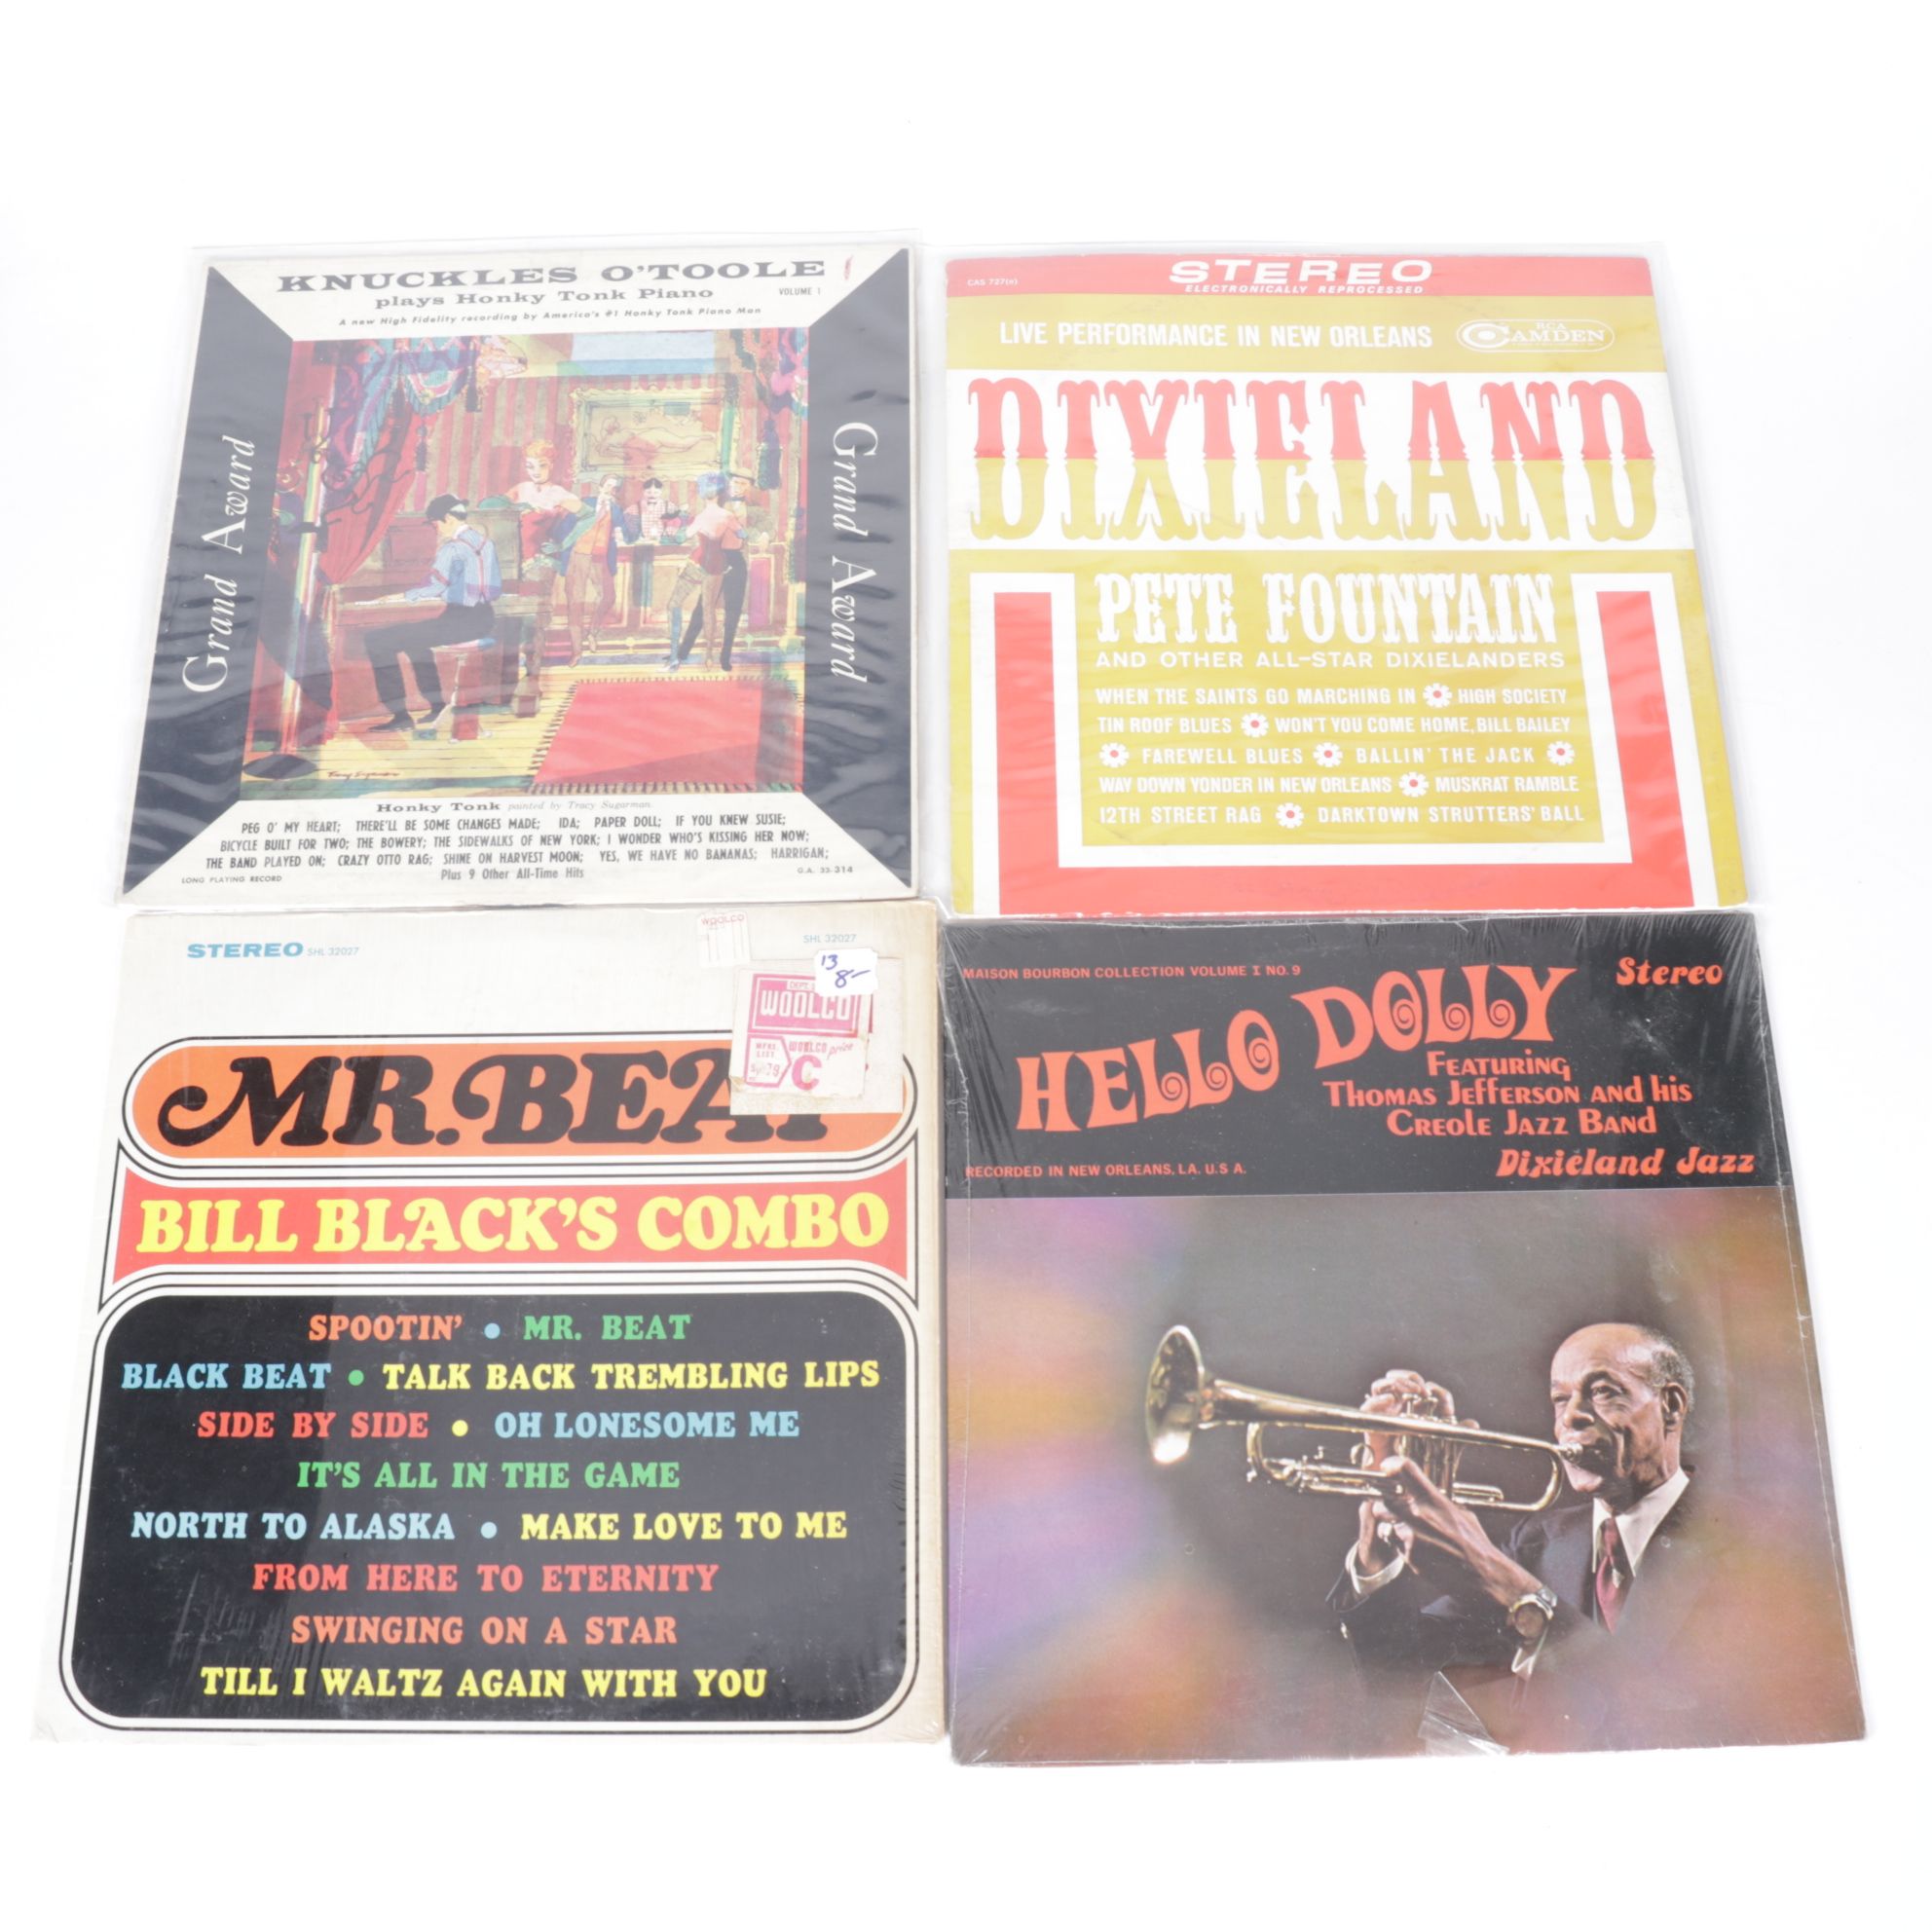 KNUCKLES O'TOOLE
plays Honky Tonk Piano
VOLUME 1
A new High Fidelity recording by America's #1 Honky Tonk Piano Man
Grand Award
Grand Award
Honky Tonk painted by Tracy Sugarman
PEG O' MY HEART; THERE'LL BE SOME CHANGES MADE; IDA; PAPER DOLL; IF YOU KNEW SUSIE;
BICYCLE BUILT FOR TWO; THE BOWERY; THE SIDEWALKS OF NEW YORK; I WONDER WHO'S KISSING HER NOW;
THE BAND PLAYED ON; CRAZY OTTO RAG; SHINE ON HARVEST MOON; YES, WE HAVE NO BANANAS; HARRIGAN;
Plus 9 Other All-Time Hits
LONG PLAYING RECORD
G.A. 33-314
CAS 727(e)
STEREO
ELECTRONICALLY REPROCESSED
LIVE PERFORMANCE IN NEW ORLEANS
RCA
CAMDEN
DIXIELAND
PETE FOUNTAIN
AND OTHER ALL-STAR DIXIELANDERS
WHEN THE SAINTS GO MARCHING IN HIGH SOCIETY
TIN ROOF BLUES WON'T YOU COME HOME, BILL BAILEY
FAREWELL BLUES BALLIN' THE JACK
WAY DOWN YONDER IN NEW ORLEANS MUSKRAT RAMBLE
12TH STREET RAG DARKTOWN STRUTTERS' BALL
STEREO SHL 32027
WOOLCO
SHL 32027
13
8-
DEPT.
WOOLCO
MFRS.
LIST
WOOLCO price
79
C
MR. BEAT
BILL BLACK'S COMBO
SPOOTIN' • MR. BEAT
BLACK BEAT • TALK BACK TREMBLING LIPS
SIDE BY SIDE • OH LONESOME ME
IT'S ALL IN THE GAME
NORTH TO ALASKA • MAKE LOVE TO ME
FROM HERE TO ETERNITY
SWINGING ON A STAR
TILL I WALTZ AGAIN WITH YOU
MAISON BOURBON COLLECTION VOLUME I NO. 9
Stereo
HELLO DOLLY
FEATURING
THOMAS JEFFERSON AND his
CREOLE JAZZ BAND
Dixieland Jazz
RECORDED IN NEW ORLEANS, LA. U.S A.